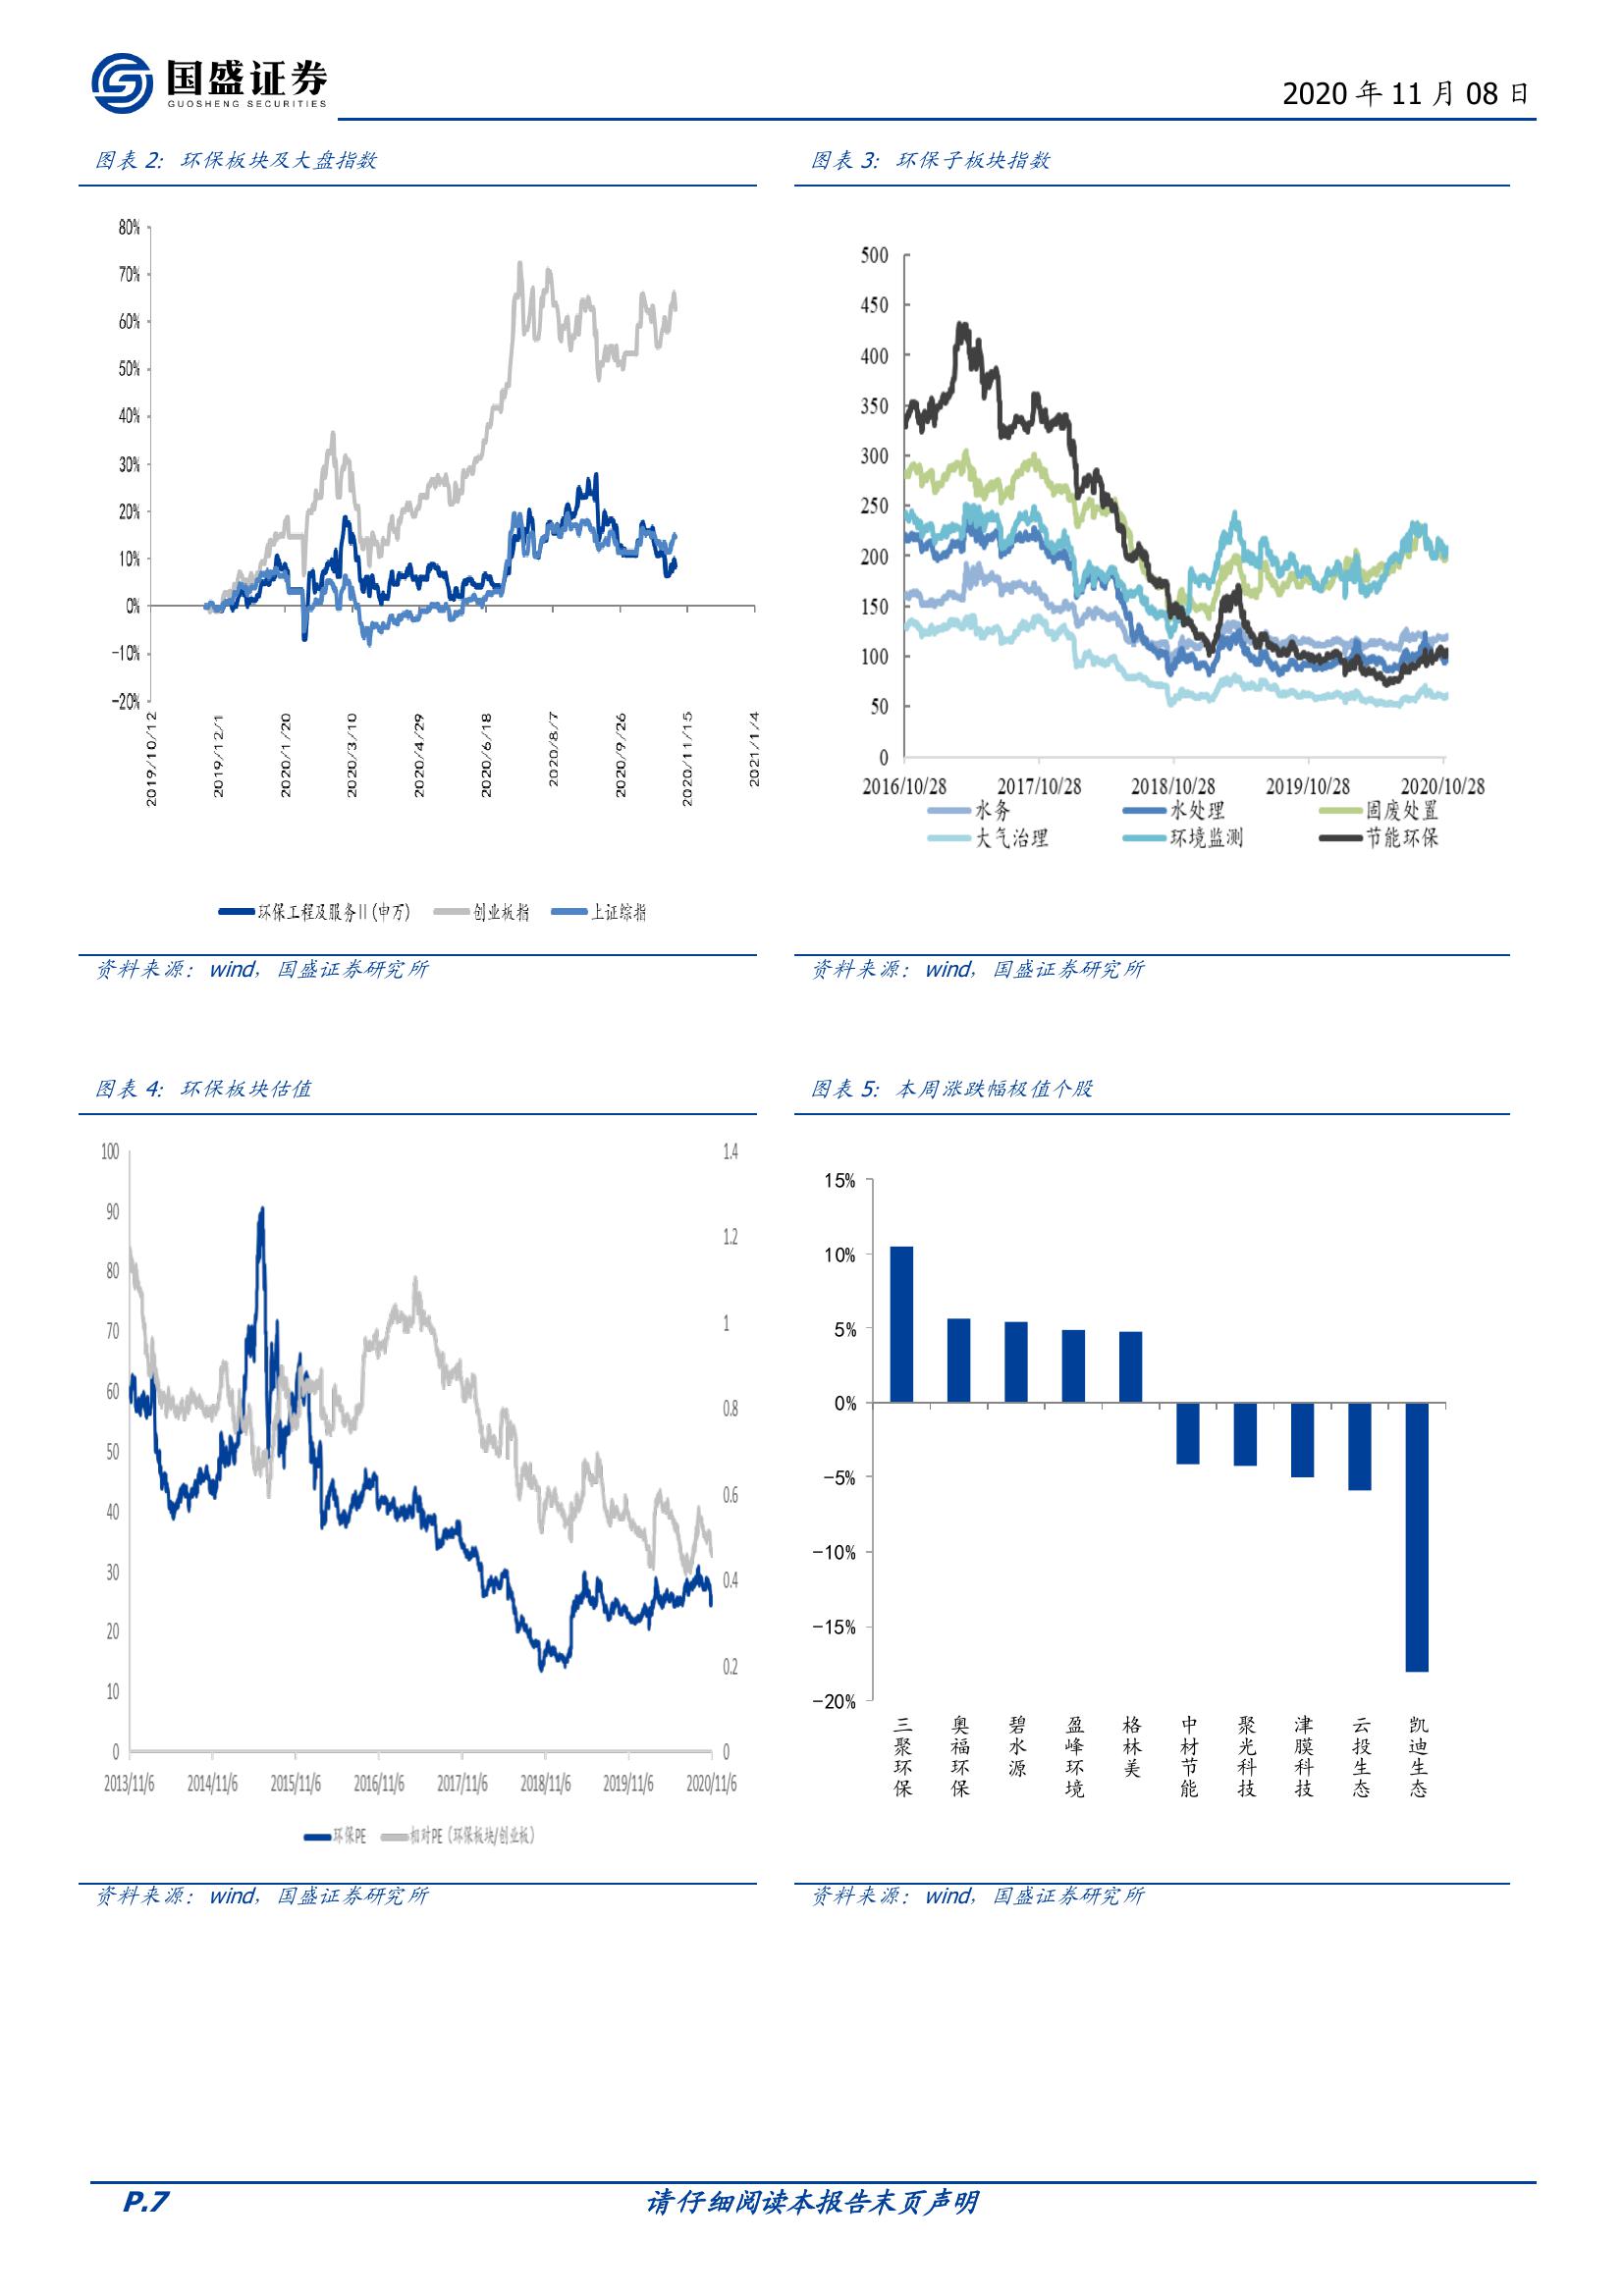 国盛证券
GUOSHENG SECURITIES
2020 年 11 月 08 日
图表 2: 环保板块及大盘指数
80%
70%
60%
50%
40%
30%
20%
10%
0%
-10%
-20%
2019/10/12
2019/12/1
2020/1/20
2020/3/10
2020/4/29
2020/6/18
2020/8/7
2020/9/26
2020/11/15
2021/1/4
环保工程及服务Ⅱ(申万) 创业板指 上证综指
资料来源：wind，国盛证券研究所
图表 3: 环保子板块指数
500
450
400
350
300
250
200
150
100
50
0
2016/10/28 2017/10/28 2018/10/28 2019/10/28 2020/10/28
水务 水处理 固废处置
大气治理 环境监测 节能环保
资料来源：wind，国盛证券研究所
图表 4: 环保板块估值
100
90
80
70
60
50
40
30
20
10
0
1.4
1.2
1
0.8
0.6
0.4
0.2
0
2013/11/6 2014/11/6 2015/11/6 2016/11/6 2017/11/6 2018/11/6 2019/11/6 2020/11/6
环保PE 相对PE（环保板块/创业板）
资料来源：wind，国盛证券研究所
图表 5: 本周涨跌幅极值个股
15%
10%
5%
0%
-5%
-10%
-15%
-20%
三聚环保
奥福环保
碧水源
盈峰环境
格林美
中材节能
聚光科技
津膜科技
云投生态
凯迪生态
资料来源：wind，国盛证券研究所
P.7 请仔细阅读本报告末页声明